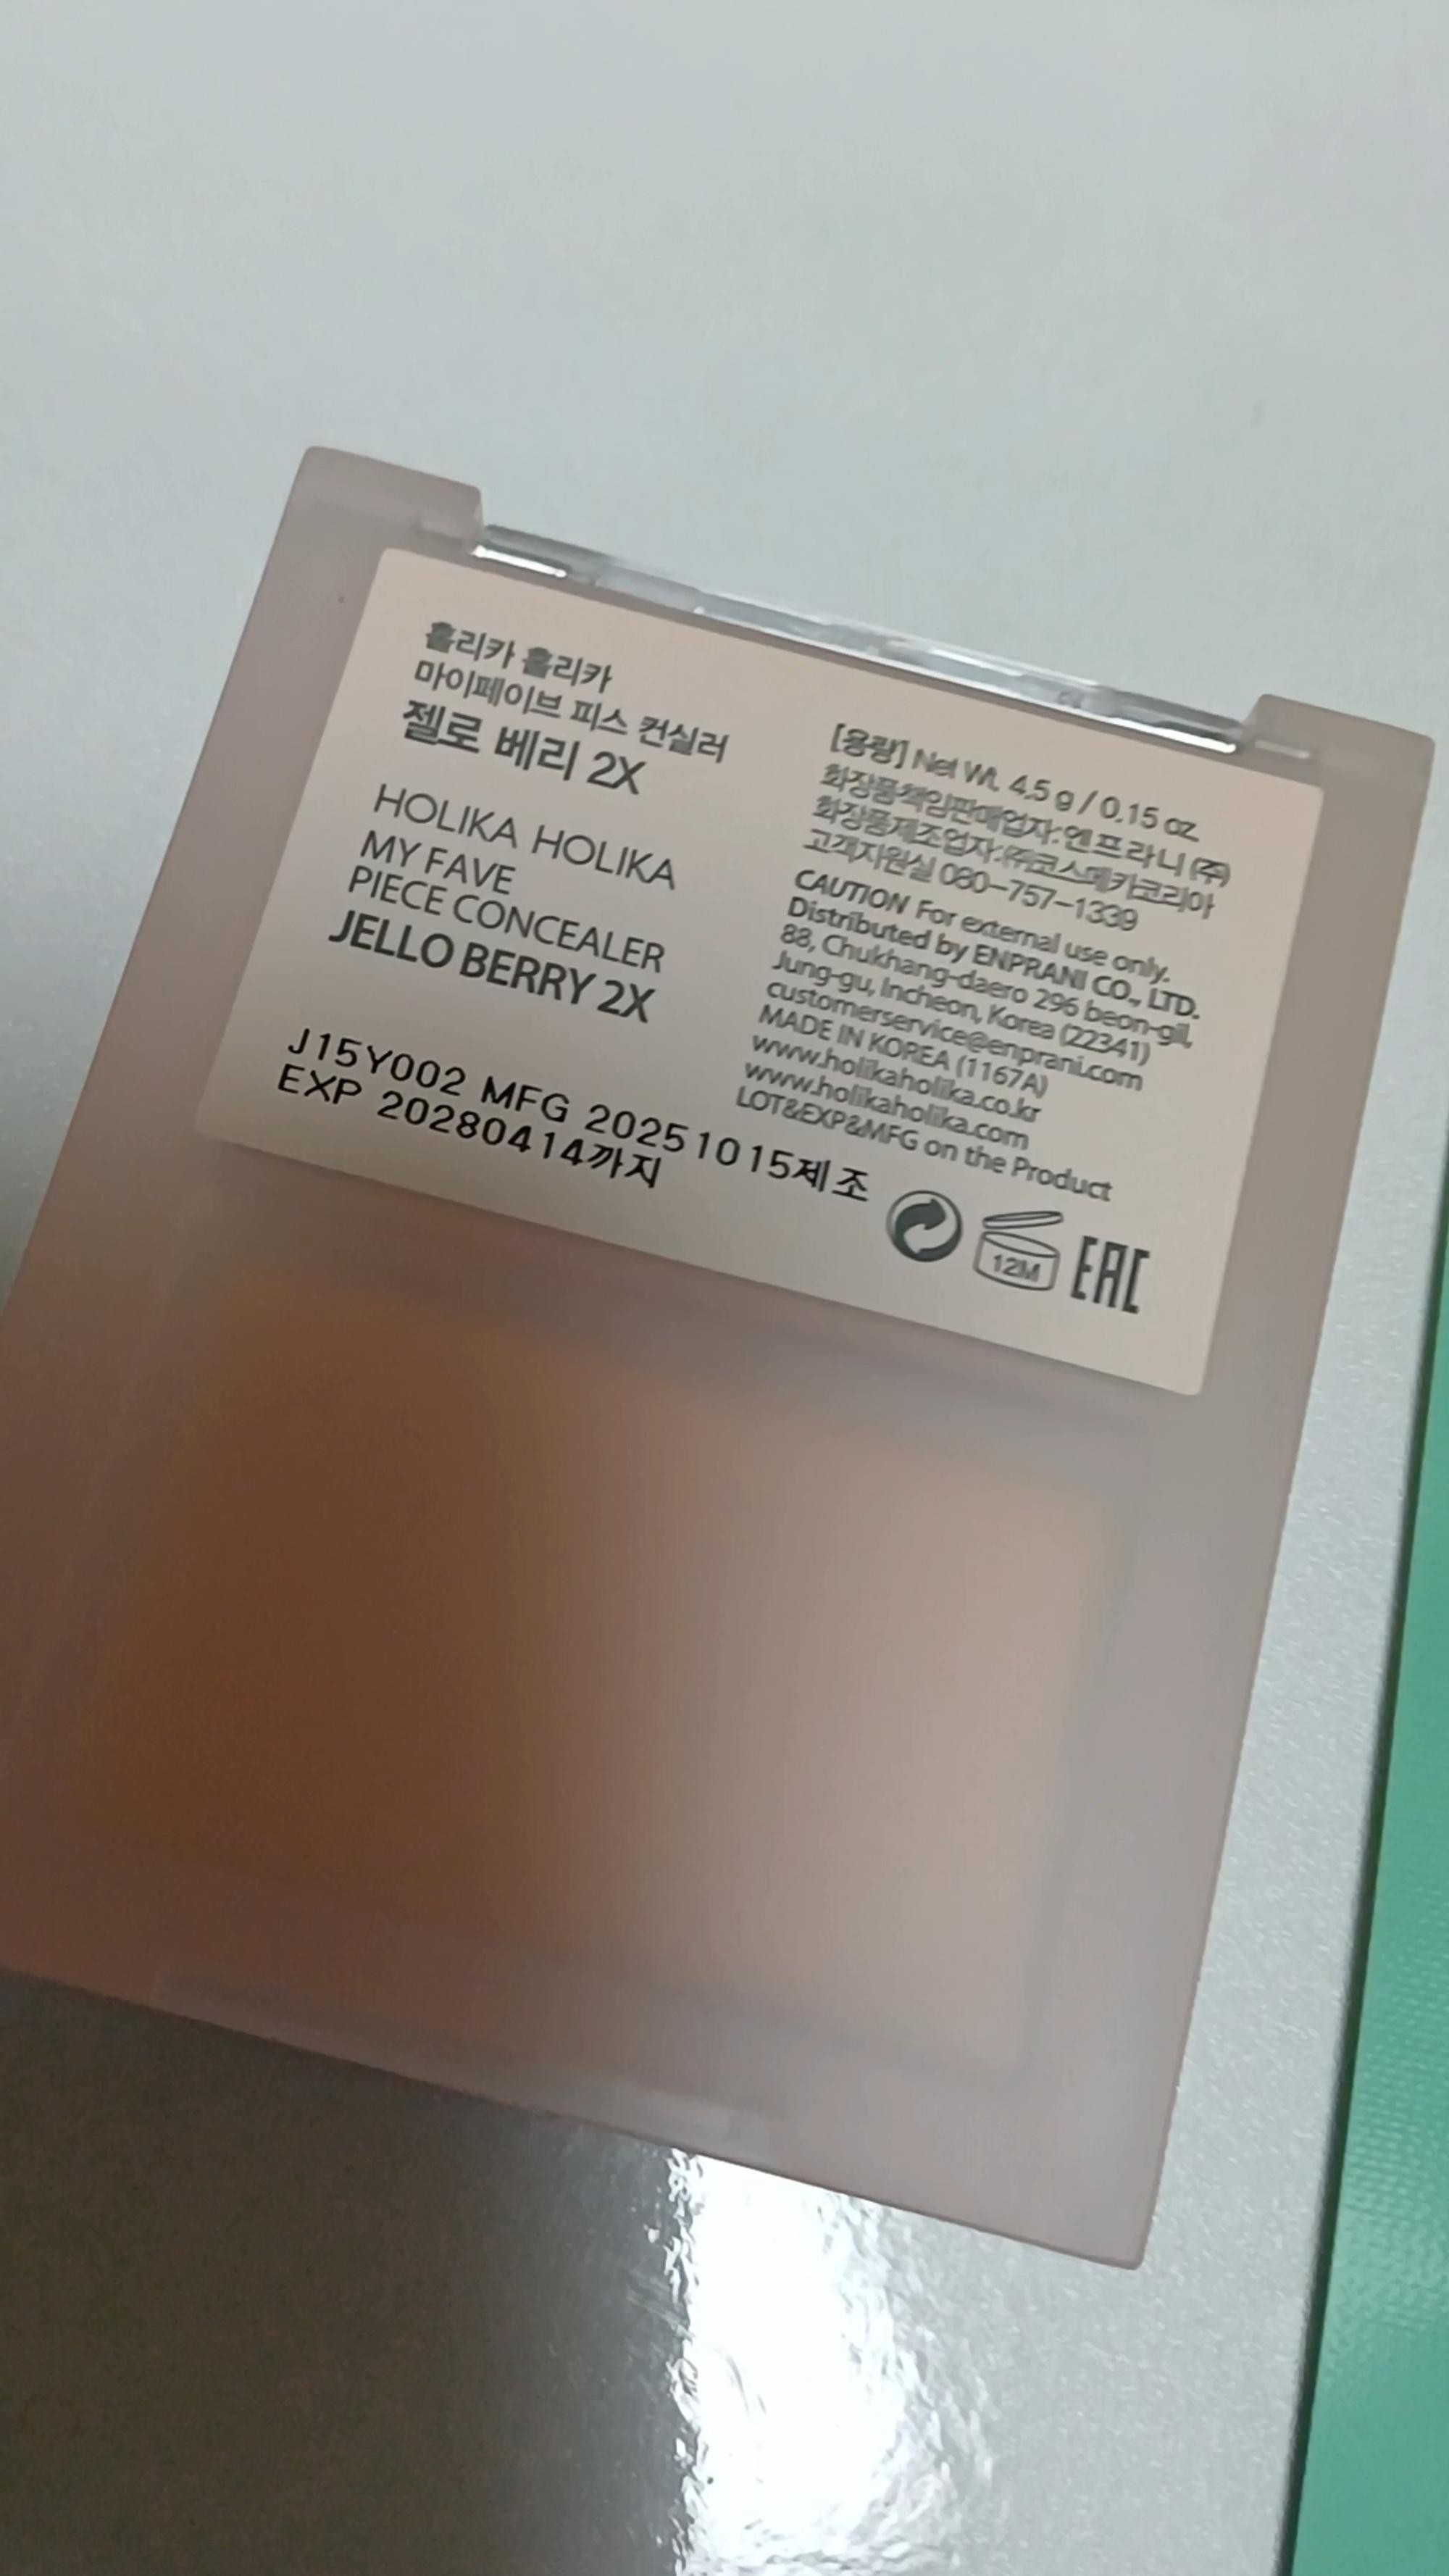 홀리카 홀리카
마이페이브 피스 컨실러
젤로 베리 2X
HOLIKA HOLIKA
MY FAVE
PIECE CONCEALER
JELLO BERRY 2X
J15Y002 MFG 20251015제조
EXP 20280414까지
[용량] Net Wt. 4.5 g / 0.15 oz.
화장품책임판매업자:엔프라니(주)
화장품제조업자:(주)코스메카코리아
고객지원실 080-757-1339
CAUTION For external use only.
Distributed by ENPRANI CO., LTD.
88, Chukhang-daero 296 beon-gil,
Jung-gu, Incheon, Korea (22341)
customerservice@enprani.com
MADE IN KOREA (1167A)
www.holikaholika.co.kr
www.holikaholika.com
LOT&EXP&MFG on the Product
12M
EAC